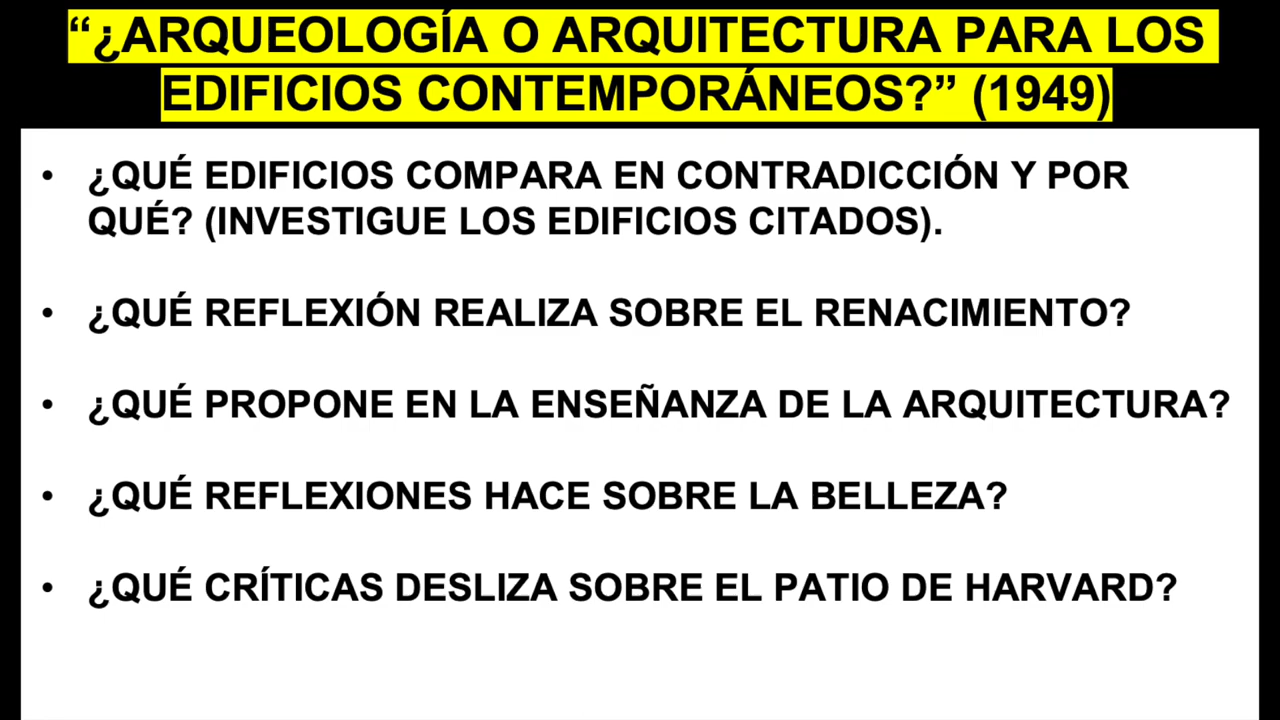 “¿ARQUEOLOGÍA O ARQUITECTURA PARA LOS
EDIFICIOS CONTEMPORÁNEOS?” (1949)
• ¿QUÉ EDIFICIOS COMPARA EN CONTRADICCIÓN Y POR
QUÉ? (INVESTIGUE LOS EDIFICIOS CITADOS).
• ¿QUÉ REFLEXIÓN REALIZA SOBRE EL RENACIMIENTO?
• ¿QUÉ PROPONE EN LA ENSEÑANZA DE LA ARQUITECTURA?
• ¿QUÉ REFLEXIONES HACE SOBRE LA BELLEZA?
• ¿QUÉ CRÍTICAS DESLIZA SOBRE EL PATIO DE HARVARD?